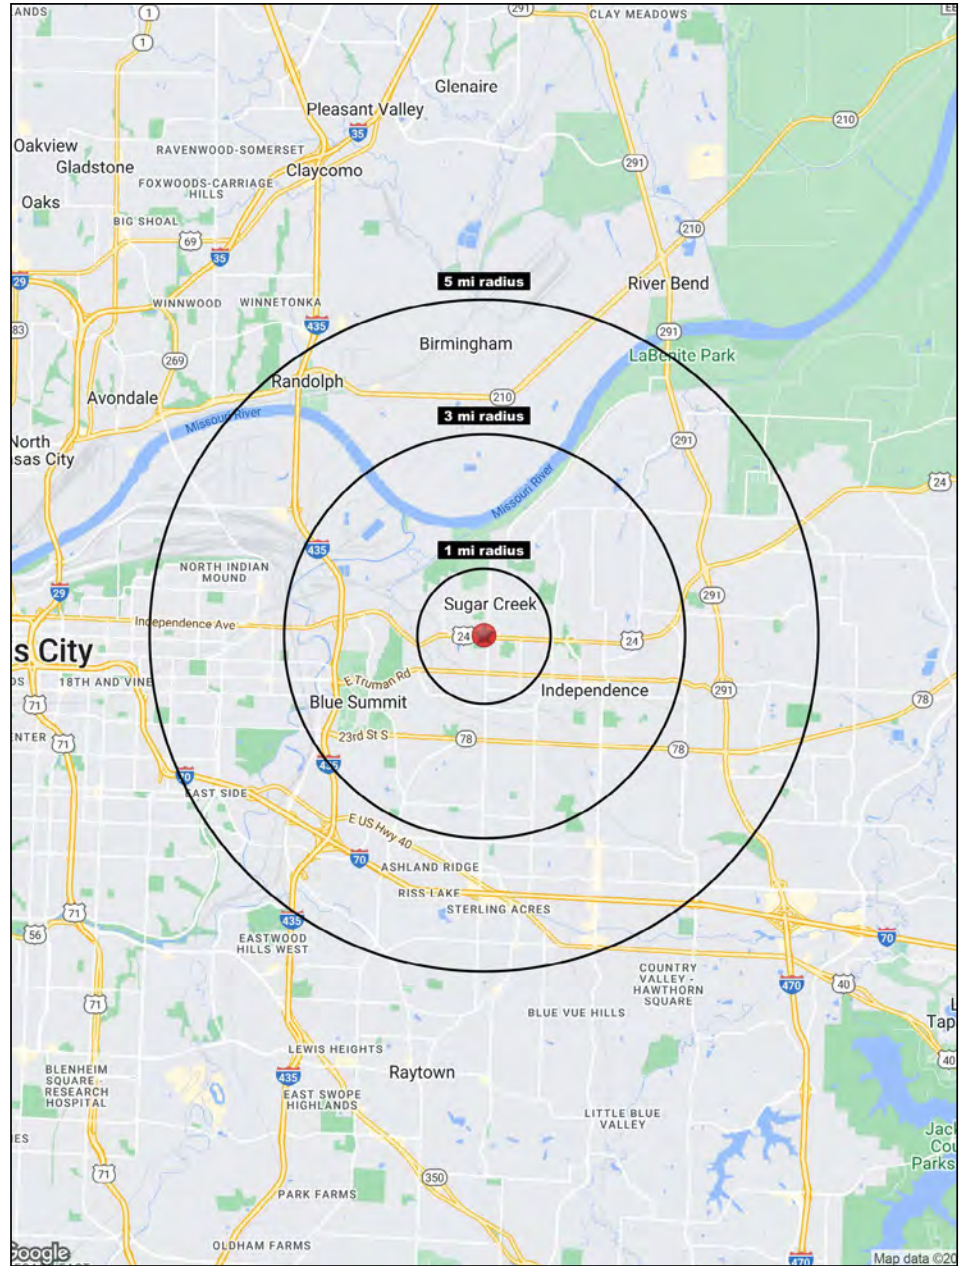 ANDS
1
291
CLAY MEADOWS
EE
1
Glenaire
Pleasant Valley
35
210
Oakview
RAVENWOOD-SOMERSET
Gladstone
Claycomo
291
FOXWOODS-CARRIAGE
HILLS
Oaks
BIG SHOAL
210
69
35
29
5 mi radius
River Bend
WINNWOOD
WINNETONKA
83
435
291
Birmingham
LaBenite Park
269
Randolph
Avondale
210
3 mi radius
Missouri River
North
sas City
291
24
Missouri River
435
1 mi radius
NORTH INDIAN
MOUND
29
291
Sugar Creek
Independence Ave
24
24
s City
E Truman Rd
18TH AND VINE
DS
Independence
291
71
Blue Summit
78
ENTER
71
23rd St S
78
78
435
70
EAST SIDE
E US Hwy 40
70
ASHLAND RIDGE
RISS LAKE
STERLING ACRES
71
435
56
70
EASTWOOD
HILLS WEST
COUNTRY
VALLEY -
HAWTHORN
SQUARE
470
40
71
BLUE VUE HILLS
L
Tap
LEWIS HEIGHTS
40
BLENHEIM
SQUARE -
RESEARCH
HOSPITAL
Raytown
435
EAST SWOPE
HIGHLANDS
LITTLE BLUE
VALLEY
IES
Jack
Cou
Parks
71
350
PARK FARMS
OLDHAM FARMS
Google
Map data ©20
470